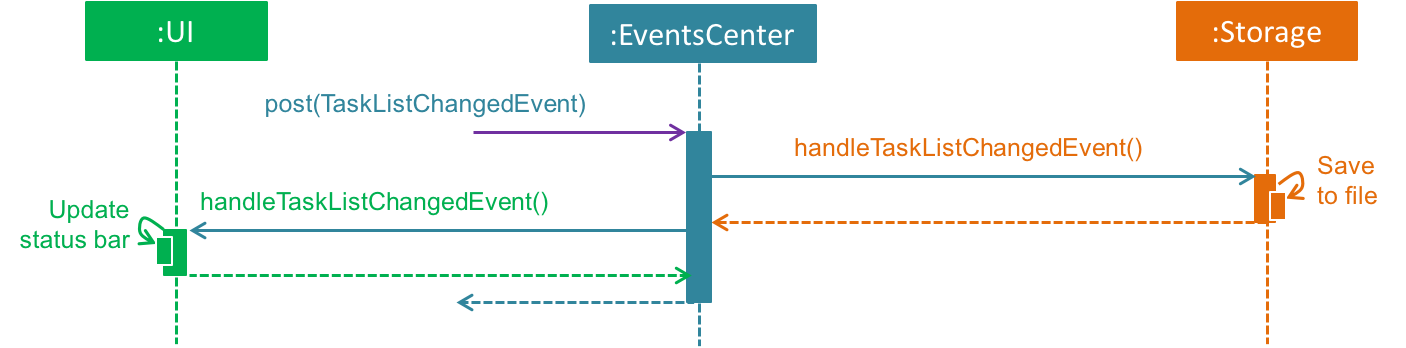 :UI
:EventsCenter
:Storage
post(TaskListChangedEvent)
handleTaskListChangedEvent()
Save
to file
handleTaskListChangedEvent()
Update
status bar